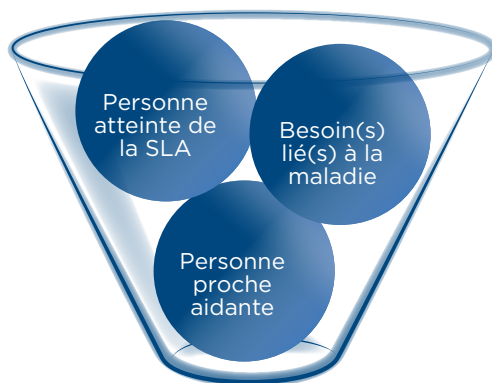 Personne
atteinte de
la SLA
Besoin(s)
lié(s) à la
maladie
Personne
proche
aidante